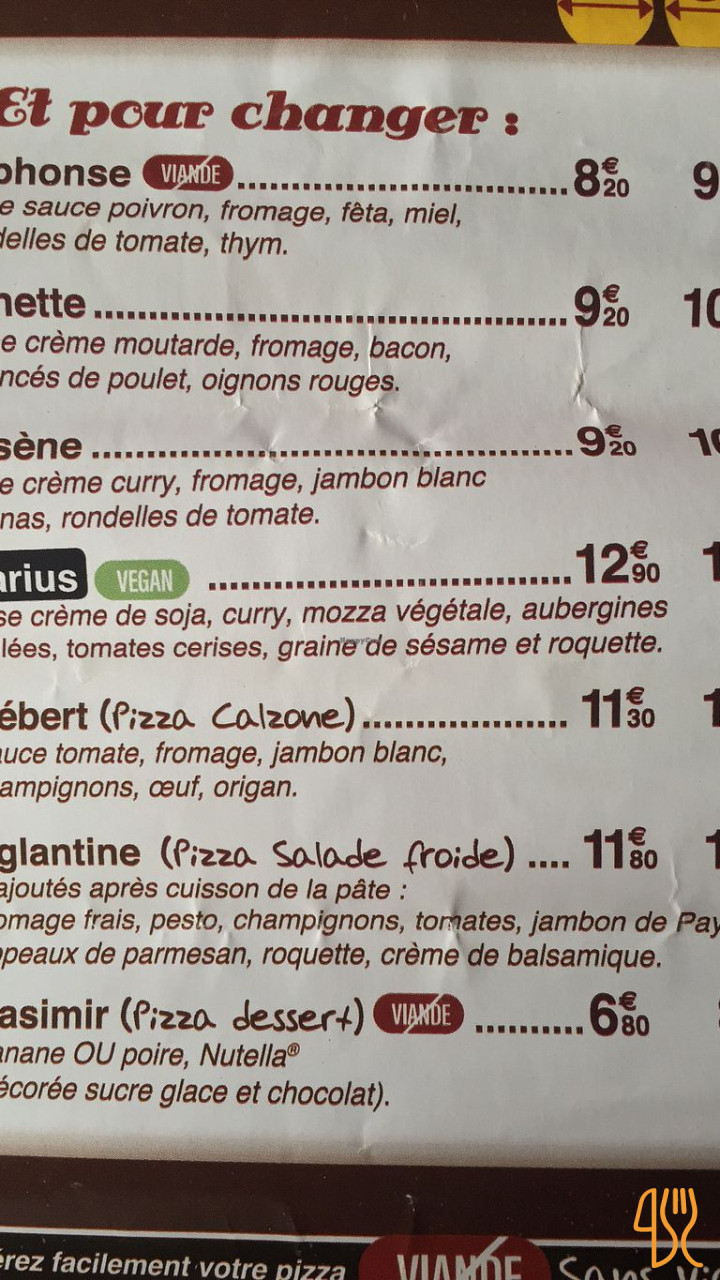 Et pour changer :
phonse VIANDE ........ 8€20 9
e sauce poivron, fromage, fêta, miel,
delles de tomate, thym.
nette ........ 9€20 10
e crème moutarde, fromage, bacon,
ncés de poulet, oignons rouges.
sène ........ 9€20 10
e crème curry, fromage, jambon blanc
nas, rondelles de tomate.
arius VEGAN ........ 12€90 1
se crème de soja, curry, mozza végétale, aubergines
lées, tomates cerises, graine de sésame et roquette.
HappyCow
ébert (Pizza Calzone) ........ 11€30 1
auce tomate, fromage, jambon blanc,
ampignons, œuf, origan.
glantine (Pizza Salade froide) .... 11€80 1
ajoutés après cuisson de la pâte :
omage frais, pesto, champignons, tomates, jambon de Pay
peaux de parmesan, roquette, crème de balsamique.
asimir (Pizza dessert) VIANDE ........ 6€80
anane OU poire, Nutella®
écorée sucre glace et chocolat).
érez facilement votre pizza VIANDE Sans